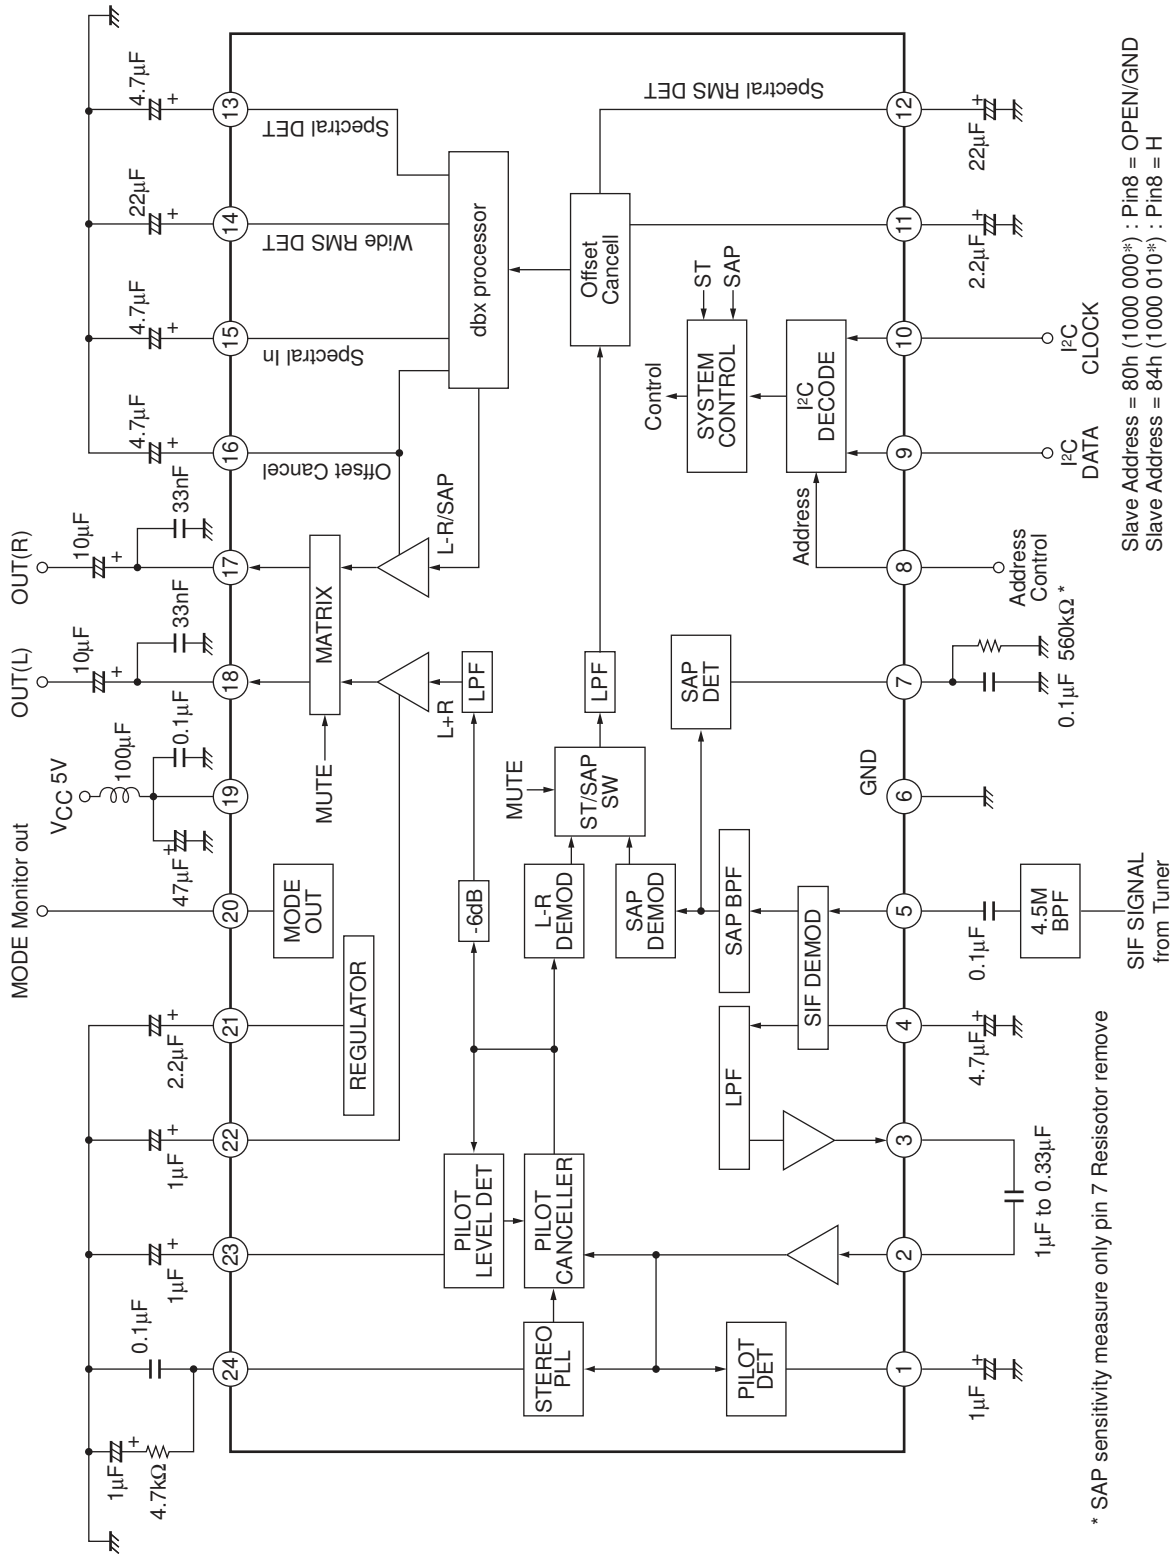 MODE Monitor out
VCC 5V
OUT(L)
OUT(R)
1µF
4.7kΩ
0.1µF
1µF
1µF
2.2µF
47µF
100µF
0.1µF
10µF
33nF
10µF
33nF
4.7µF
4.7µF
22µF
4.7µF
24
23
22
21
20
19
18
17
16
15
14
13
REGULATOR
MODE
OUT
MUTE
MATRIX
Offset Cancel
Spectral In
Wide RMS DET
Spectral DET
L+R
L-R/SAP
PILOT
LEVEL DET
-6dB
LPF
dbx processor
STEREO
PLL
PILOT
CANCELLER
L-R
DEMOD
MUTE
ST/SAP
SW
LPF
Offset
Cancell
SAP
DEMOD
Control
SYSTEM
CONTROL
ST
SAP
Spectral RMS DET
PILOT
DET
LPF
SAP BPF
SAP
DET
SIF DEMOD
Address
I2C
DECODE
GND
1
2
3
4
5
6
7
8
9
10
11
12
1µF
1µF to 0.33µF
4.7µF
0.1µF
4.5M
BPF
SIF SIGNAL
from Tuner
0.1µF
560kΩ *
Address
Control
I2C
DATA
I2C
CLOCK
2.2µF
22µF
* SAP sensitivity measure only pin 7 Resisotor remove
Slave Address = 80h (1000 000*) : Pin8 = OPEN/GND
Slave Address = 84h (1000 010*) : Pin8 = H